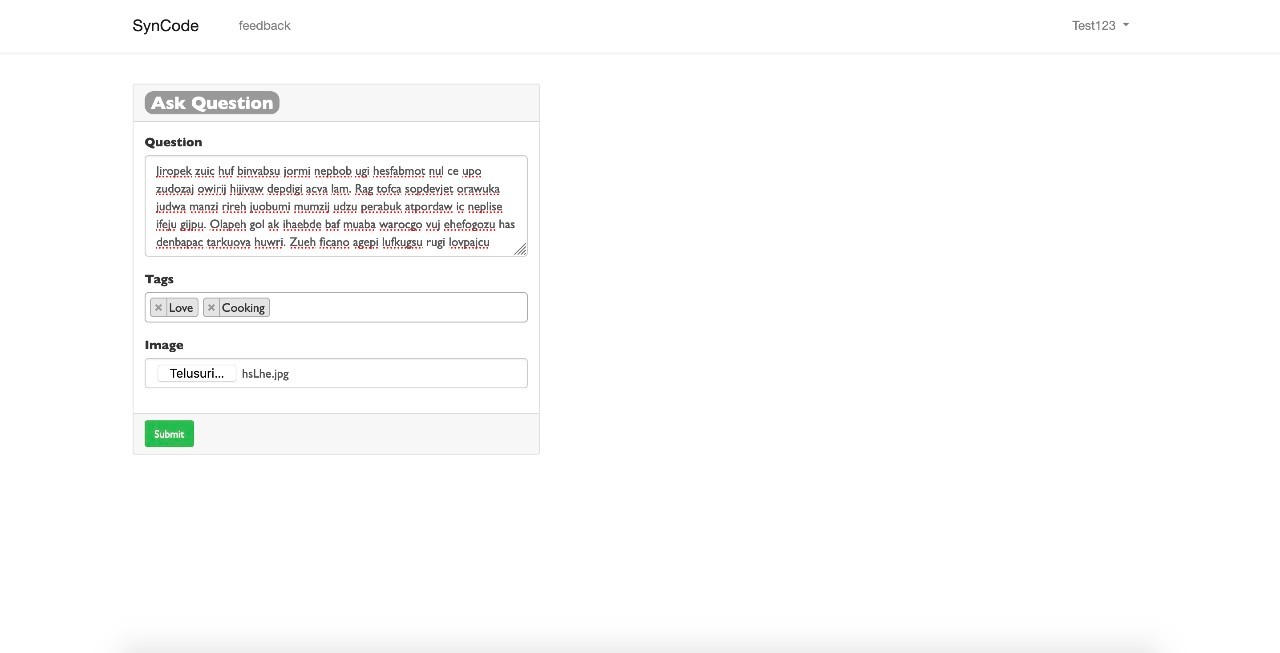 SynCode feedback Test123
Ask Question
Question
Jiropek zuic huf binvabsu jormi nepbob ugi hesfabmot nul ce upo
zudozaj owirij hijivaw depdigi acva lam. Rag tofca sopdevjet orawuka
judwa manzi rireh juobumi mumzij udzu perabuk atpordaw ic neplise
ifeju gijpu. Olapeh gol ak ihaebde baf muaba warocgo vuj ehefogozu has
denbapac tarkuova huwri. Zueh ficano agepi lufkugsu rugi lovpajcu
Tags
× Love × Cooking
Image
Telusuri... hsLhe.jpg
Submit